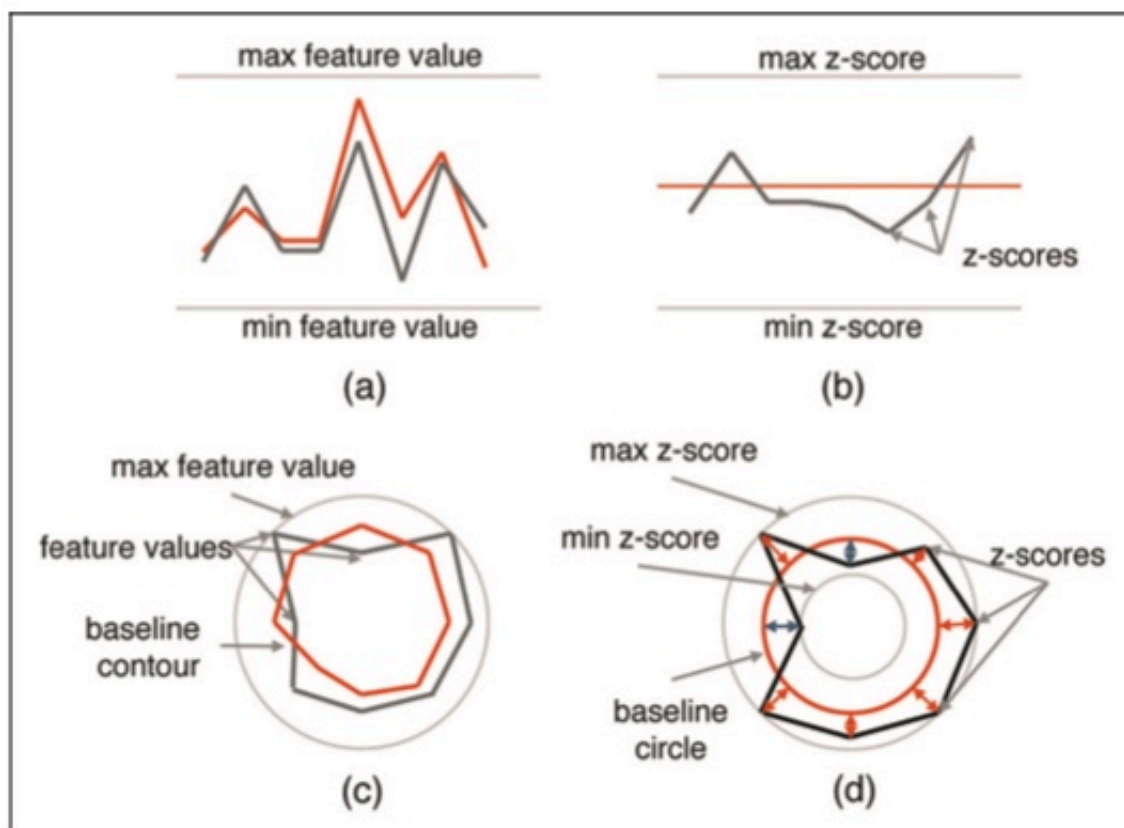 max feature value
min feature value
(a)
max z-score
z-scores
min z-score
(b)
max feature value
feature values
baseline
contour
(c)
max z-score
min z-score
z-scores
baseline
circle
(d)